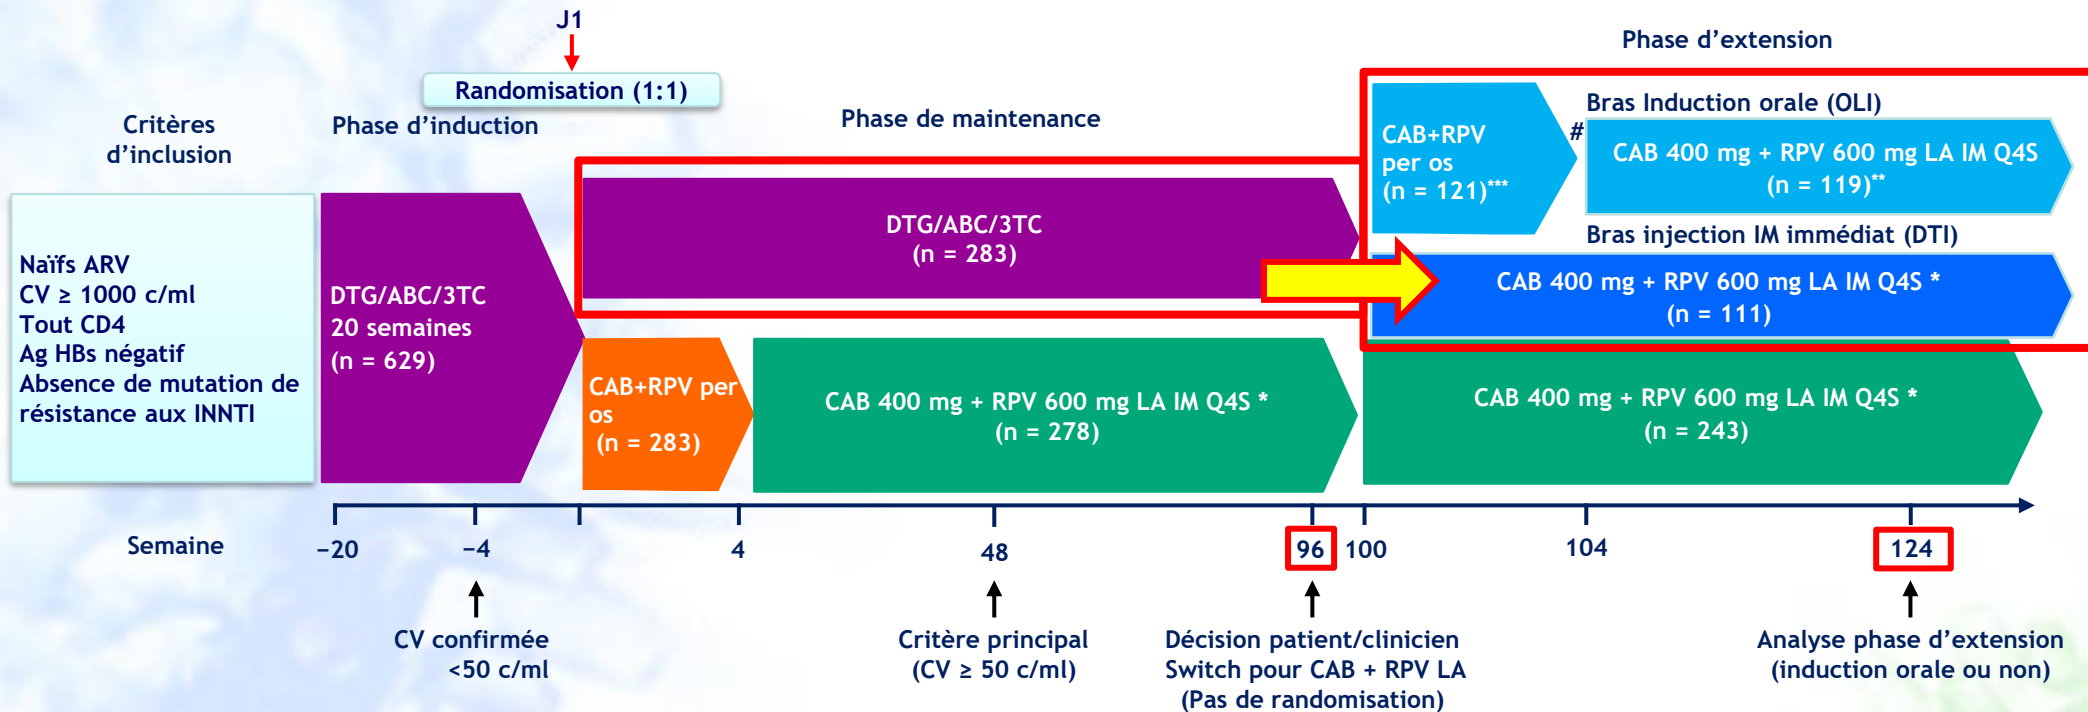 J1
Randomisation (1:1)
Phase d’extension
Critères
d’inclusion
Phase d’induction
Phase de maintenance
Naïfs ARV
CV ≥ 1000 c/ml
Tout CD4
Ag HBs négatif
Absence de mutation de
résistance aux INNTI
DTG/ABC/3TC
20 semaines
(n = 629)
DTG/ABC/3TC
(n = 283)
CAB+RPV per
os
(n = 283)
CAB 400 mg + RPV 600 mg LA IM Q4S *
(n = 278)
CAB+RPV
per os
(n = 121)***
#
Bras Induction orale (OLI)
CAB 400 mg + RPV 600 mg LA IM Q4S
(n = 119)**
Bras injection IM immédiat (DTI)
CAB 400 mg + RPV 600 mg LA IM Q4S *
(n = 111)
CAB 400 mg + RPV 600 mg LA IM Q4S *
(n = 243)
Semaine
−20
−4
4
48
96
100
104
124
CV confirmée
<50 c/ml
Critère principal
(CV ≥ 50 c/ml)
Décision patient/clinicien
Switch pour CAB + RPV LA
(Pas de randomisation)
Analyse phase d’extension
(induction orale ou non)